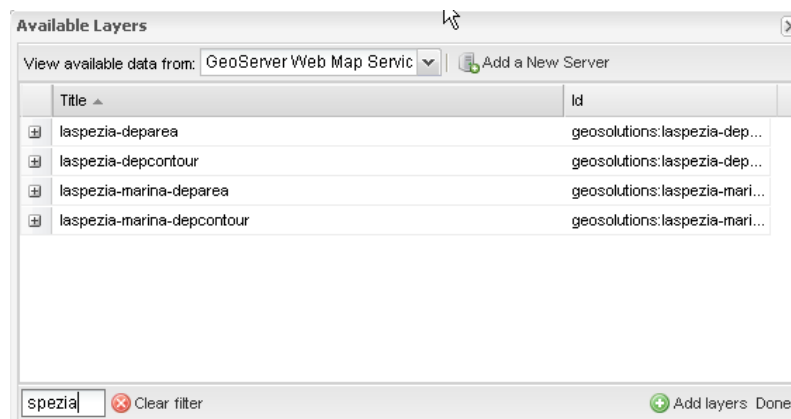 Available Layers
View available data from: GeoServer Web Map Servic Add a New Server
Title Id
laspezia-deparea geosolutions:laspezia-dep...
laspezia-depcontour geosolutions:laspezia-dep...
laspezia-marina-deparea geosolutions:laspezia-mari...
laspezia-marina-depcontour geosolutions:laspezia-mari...
spezia Clear filter Add layers Done